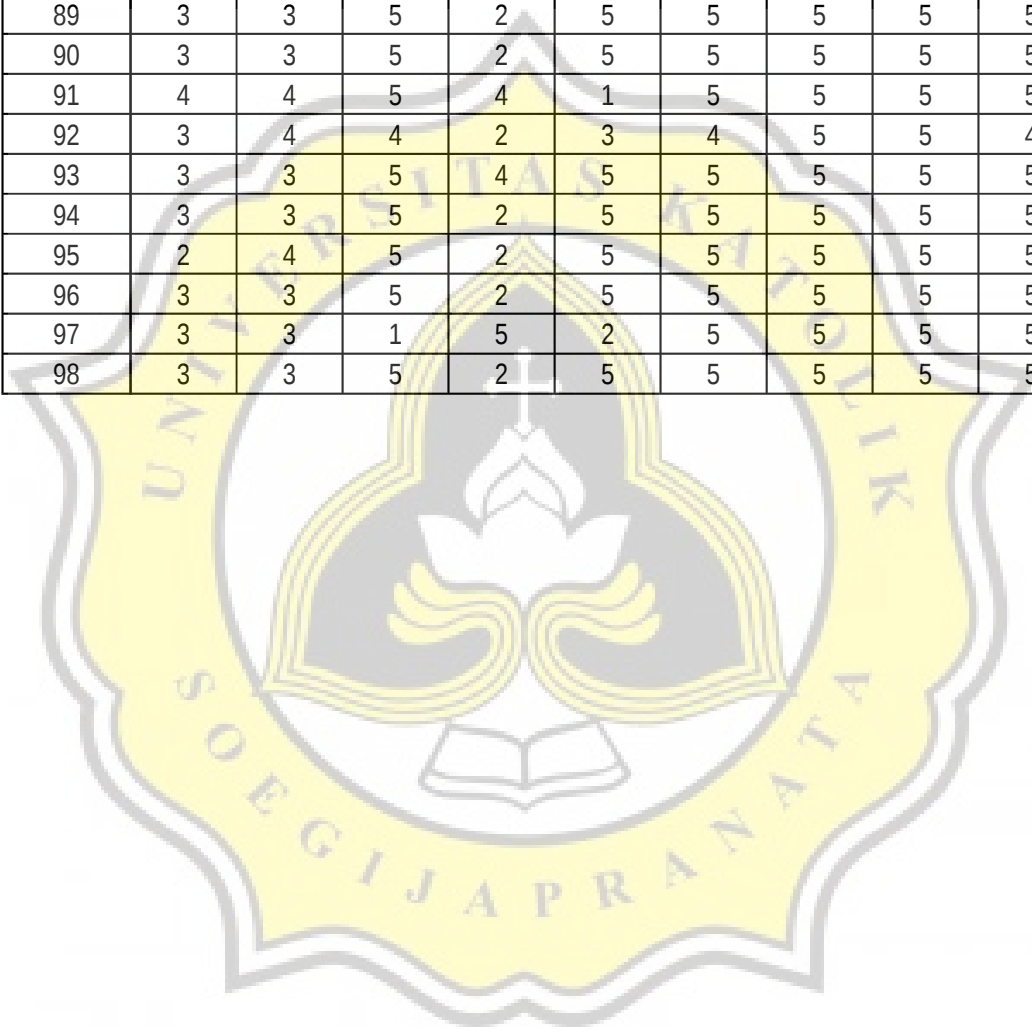 89 3 3 5 2 5 5 5 5 5
90 3 3 5 2 5 5 5 5 5
91 4 4 5 4 1 5 5 5 5
92 3 4 4 2 3 4 5 5 4
93 3 3 5 4 5 5 5 5 5
94 3 3 5 2 5 5 5 5 5
95 2 4 5 2 5 5 5 5 5
96 3 3 5 2 5 5 5 5 5
97 3 3 1 5 2 5 5 5 5
98 3 3 5 2 5 5 5 5 5
UNIVERSITAS KATOLIK
SOEGIJAPRANATA